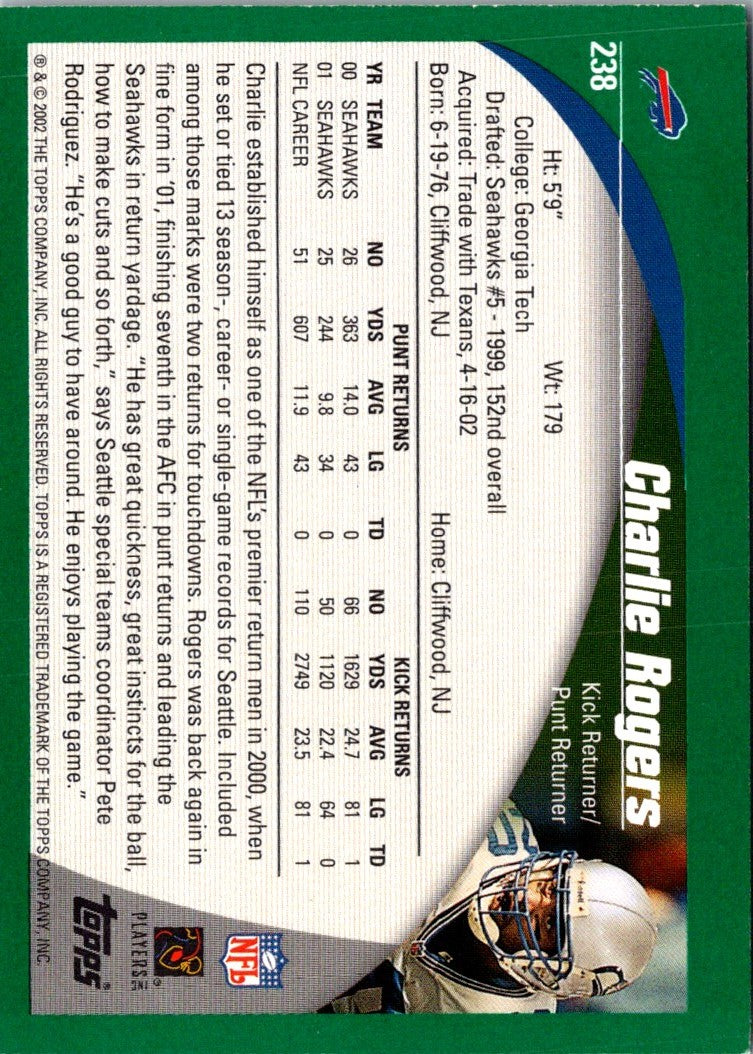 238
Charlie Rogers
Kick Returner/
Punt Returner
Ht: 5'9" Wt: 179
College: Georgia Tech
Drafted: Seahawks #5 - 1999, 152nd overall
Acquired: Trade with Texans, 4-16-02
Born: 6-19-76, Cliffwood, NJ Home: Cliffwood, NJ
PUNT RETURNS KICK RETURNS
YR TEAM NO YDS AVG LG TD NO YDS AVG LG TD
00 SEAHAWKS 26 363 14.0 43 0 66 1629 24.7 81 1
01 SEAHAWKS 25 244 9.8 34 0 50 1120 22.4 64 0
NFL CAREER 51 607 11.9 43 0 110 2749 23.5 81 1
Charlie established himself as one of the NFL's premier return men in 2000, when
he set or tied 13 season-, career- or single-game records for Seattle. Included
among those marks were two returns for touchdowns. Rogers was back again in
fine form in '01, finishing seventh in the AFC in punt returns and leading the
Seahawks in return yardage. "He has great quickness, great instincts for the ball,
how to make cuts and so forth," says Seattle special teams coordinator Pete
Rodriguez. "He's a good guy to have around. He enjoys playing the game."
NFL
PLAYERS INC
topps®
® & © 2002 THE TOPPS COMPANY, INC. ALL RIGHTS RESERVED. TOPPS IS A REGISTERED TRADEMARK OF THE TOPPS COMPANY, INC.